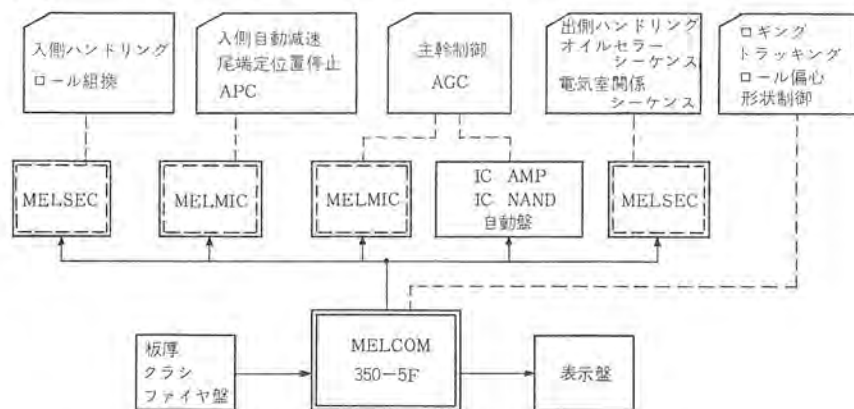 入側ハンドリング
ロール組換
入側自動減速
尾端定位置停止
APC
主幹制御
AGC
出側ハンドリング
オイルセラー
シーケンス
電気室関係
シーケンス
ロギング
トラッキング
ロール偏心
形状制御
MELSEC
MELMIC
MELMIC
IC AMP
IC NAND
自動盤
MELSEC
板厚
クラシ
ファイヤ盤
MELCOM
350-5F
表示盤